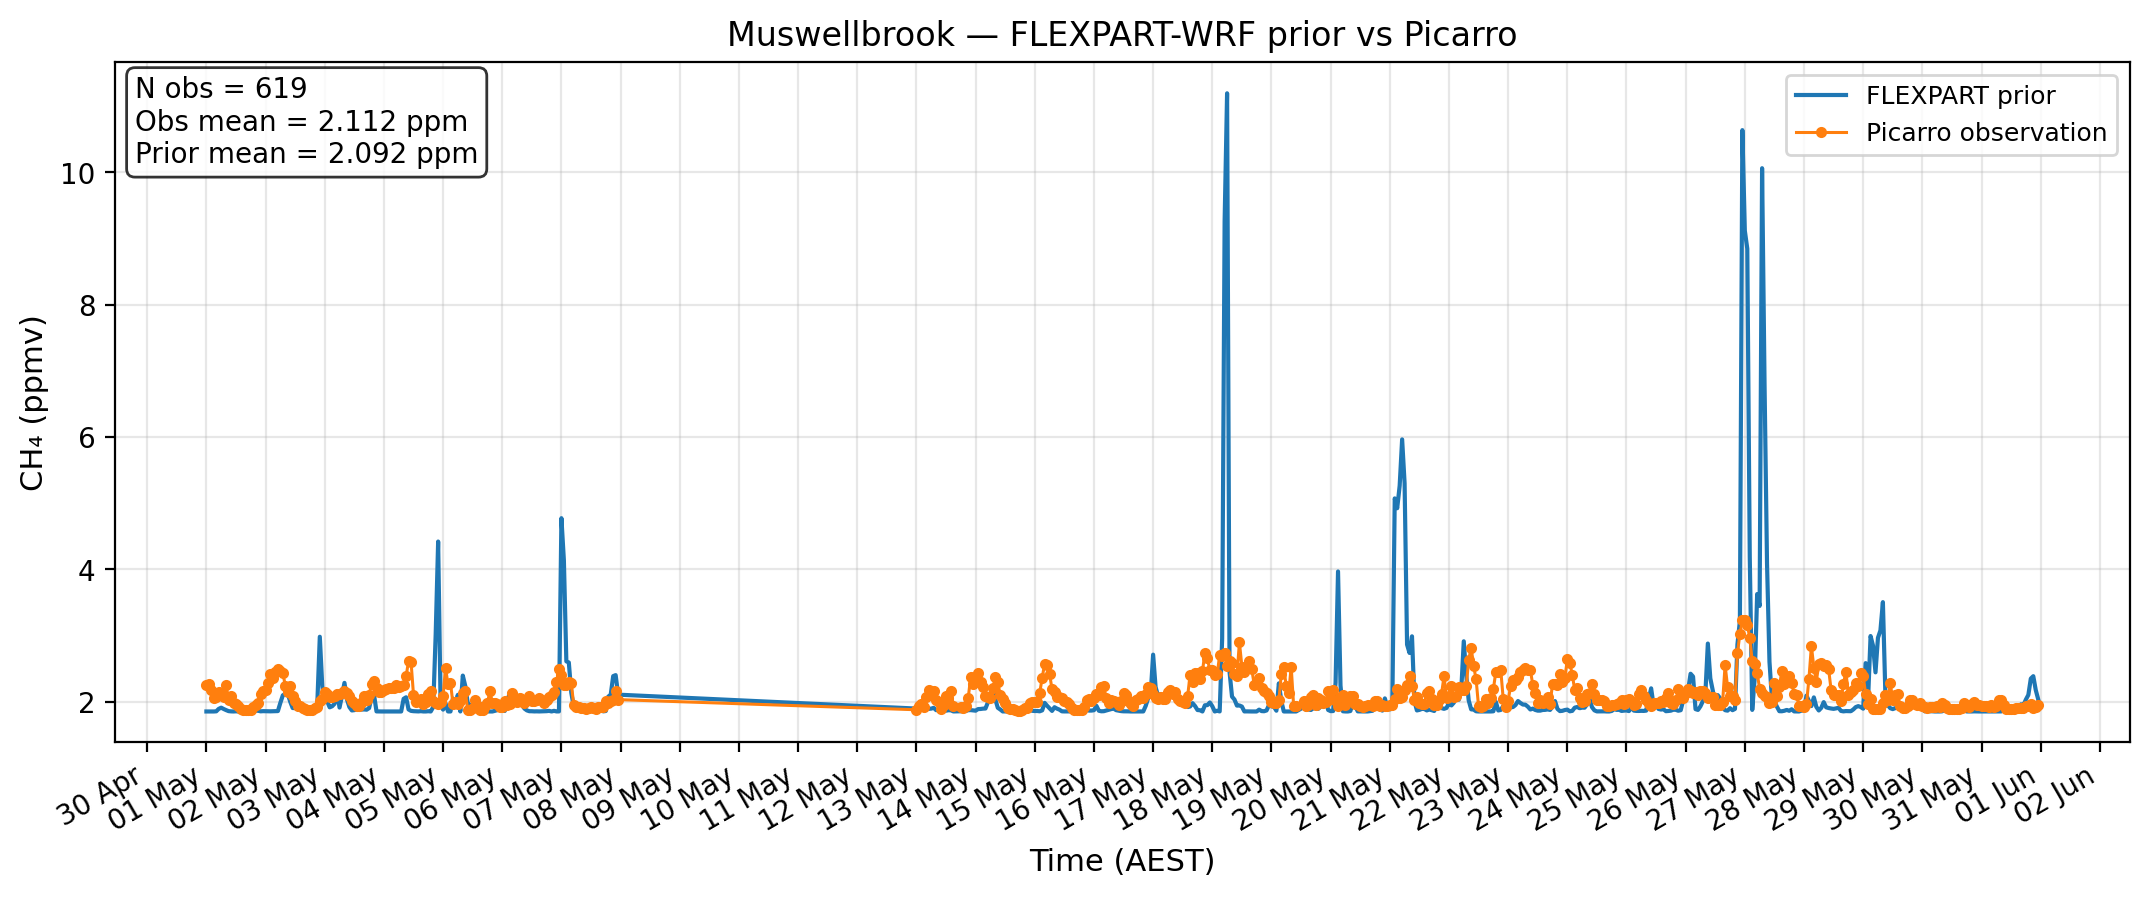 Muswellbrook — FLEXPART-WRF prior vs Picarro
N obs = 619
Obs mean = 2.112 ppm
Prior mean = 2.092 ppm
FLEXPART prior
Picarro observation
CH₄ (ppmv)
10
8
6
4
2
30 Apr
01 May
02 May
03 May
04 May
05 May
06 May
07 May
08 May
09 May
10 May
11 May
12 May
13 May
14 May
15 May
16 May
17 May
18 May
19 May
20 May
21 May
22 May
23 May
24 May
25 May
26 May
27 May
28 May
29 May
30 May
31 May
01 Jun
02 Jun
Time (AEST)